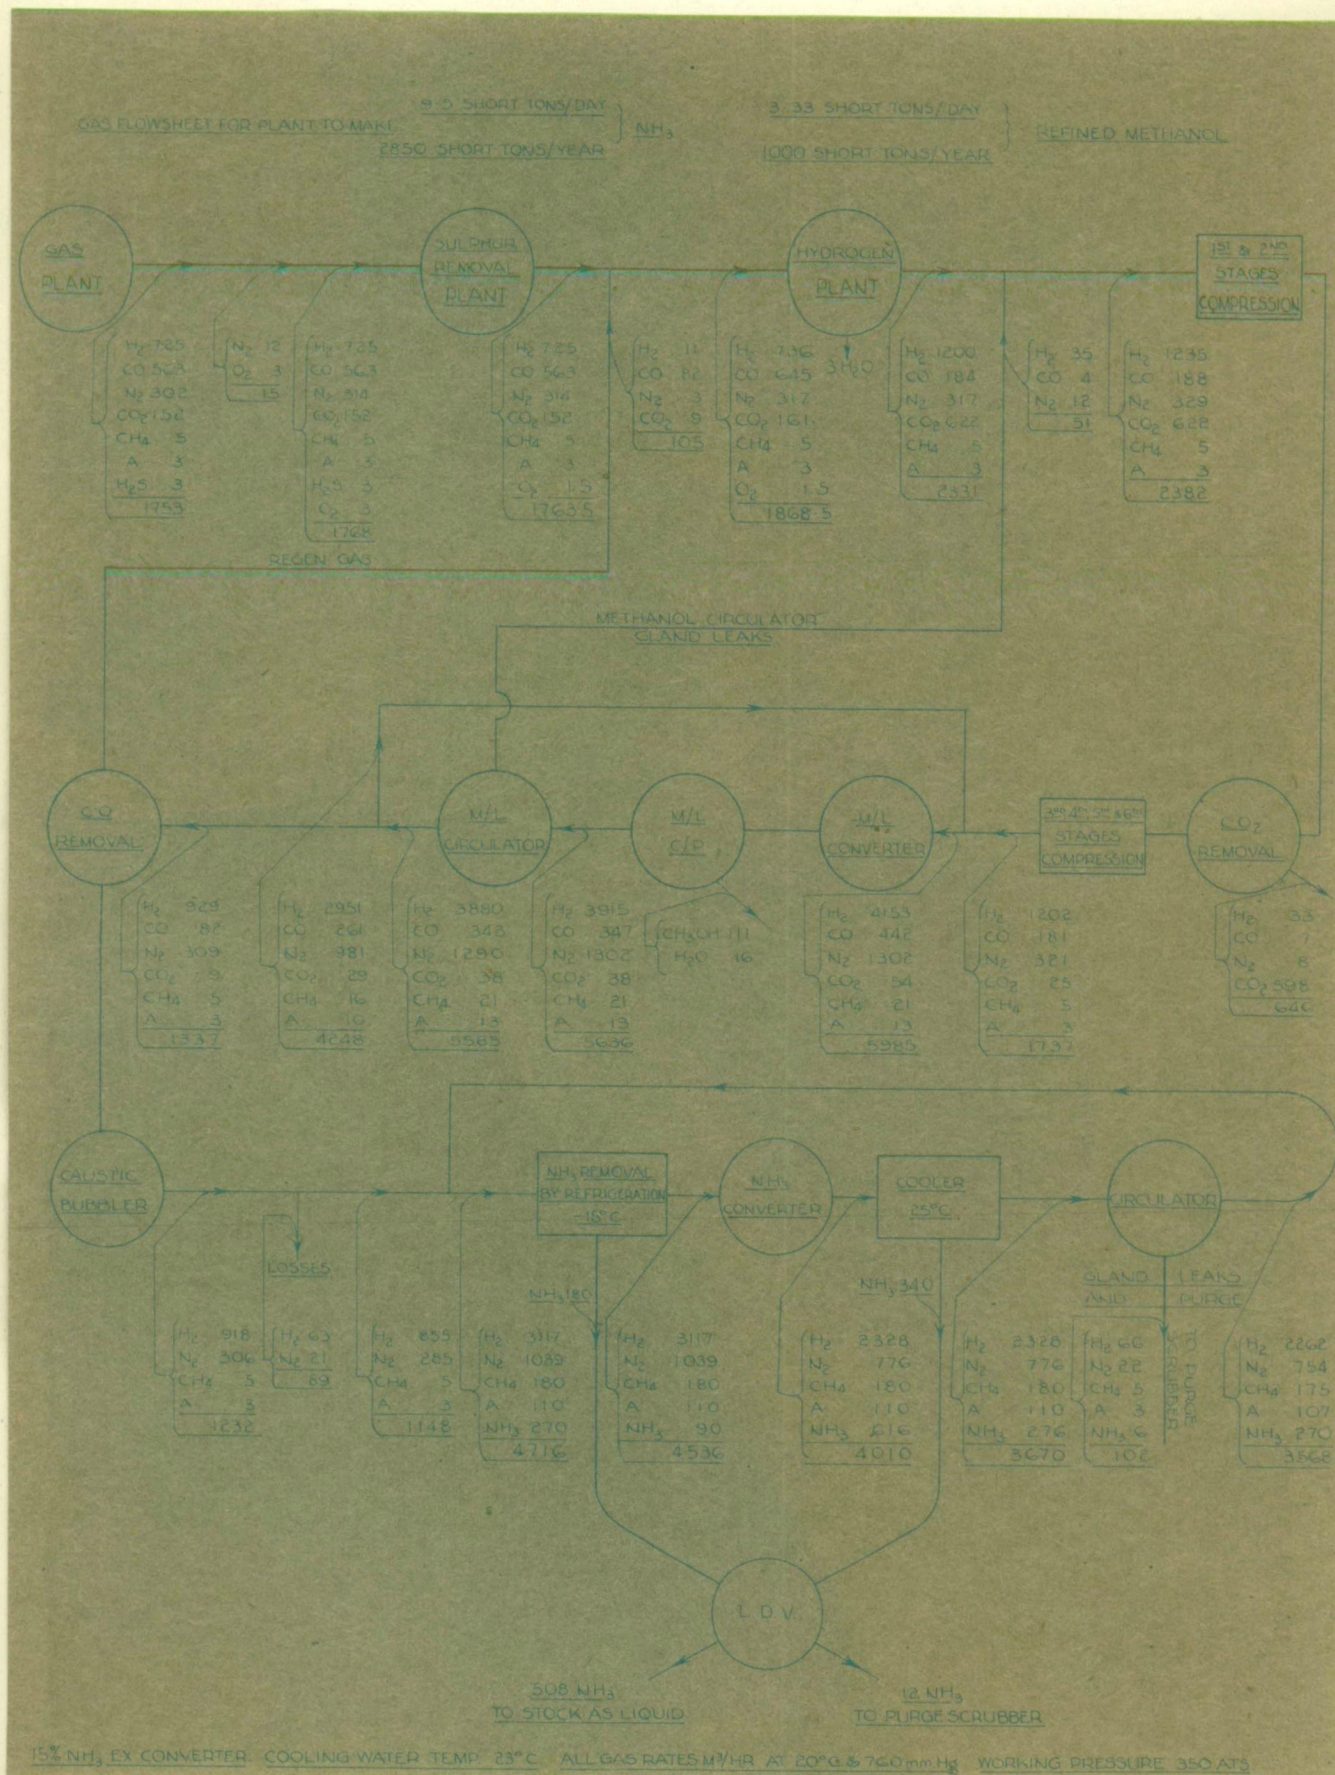 9·5 SHORT TONS/DAY
GAS FLOWSHEET FOR PLANT TO MAKE
2850 SHORT TONS/YEAR
NH₃
3·33 SHORT TONS/DAY
1000 SHORT TONS/YEAR
REFINED METHANOL
GAS
PLANT
SULPHUR
REMOVAL
PLANT
HYDROGEN
PLANT
1ST & 2ND
STAGES
COMPRESSION
H₂ 725
CO 563
N₂ 302
CO₂ 152
CH₄ 5
A 3
H₂S 3
1753
N₂ 12
O₂ 3
15
H₂ 725
CO 563
N₂ 314
CO₂ 152
CH₄ 5
A 3
H₂S 3
O₂ 3
1768
H₂ 725
CO 563
N₂ 314
CO₂ 152
CH₄ 5
A 3
O₂ 1.5
1763·5
H₂ 11
CO 82
N₂ 3
CO₂ 9
105
H₂ 736
CO 645
N₂ 317
CO₂ 161
CH₄ 5
A 3
O₂ 1.5
1868·5
3H₂O
H₂ 1200
CO 184
N₂ 317
CO₂ 622
CH₄ 5
A 3
2331
H₂ 35
CO 4
N₂ 12
51
H₂ 1235
CO 188
N₂ 329
CO₂ 622
CH₄ 5
A 3
2382
REGEN GAS
METHANOL CIRCULATOR
GLAND LEAKS
CO
REMOVAL
M/L
CIRCULATOR
M/L
C/P
M/L
CONVERTER
3RD 4TH 5TH & 6TH
STAGES
COMPRESSION
CO₂
REMOVAL
H₂ 929
CO 82
N₂ 309
CO₂ 9
CH₄ 5
A 3
1337
H₂ 2951
CO 261
N₂ 981
CO₂ 29
CH₄ 16
A 10
4248
H₂ 3880
CO 343
N₂ 1290
CO₂ 38
CH₄ 21
A 13
5585
H₂ 3915
CO 347
N₂ 1302
CO₂ 38
CH₄ 21
A 13
5636
CH₃OH 111
H₂O 16
H₂ 4153
CO 442
N₂ 1302
CO₂ 54
CH₄ 21
A 13
5985
H₂ 1202
CO 181
N₂ 321
CO₂ 25
CH₄ 5
A 3
1737
H₂ 33
CO 7
N₂ 8
CO₂ 598
646
CAUSTIC
BUBBLER
NH₃ REMOVAL
BY REFRIGERATION
-15°C
NH₃
CONVERTER
COOLER
25°C
CIRCULATOR
LOSSES
NH₃ 180
NH₃ 340
GLAND LEAKS
AND PURGE
TO PURGE
SCRUBBER
H₂ 918
N₂ 306
CH₄ 5
A 3
1232
H₂ 63
N₂ 21
H₂ 855
N₂ 285
CH₄ 5
A 3
1148
H₂ 3117
N₂ 1039
CH₄ 180
A 110
NH₃ 270
4716
H₂ 3117
N₂ 1039
CH₄ 180
A 110
NH₃ 90
4536
H₂ 2328
N₂ 776
CH₄ 180
A 110
NH₃ 616
4010
H₂ 2328
N₂ 776
CH₄ 180
A 110
NH₃ 276
3670
H₂ 66
N₂ 22
CH₄ 5
A 3
NH₃ 6
102
H₂ 2262
N₂ 754
CH₄ 175
A 107
NH₃ 270
3568
L.D.V.
508 NH₃
TO STOCK AS LIQUID
12 NH₃
TO PURGE SCRUBBER
15% NH₃ EX CONVERTER COOLING WATER TEMP. 23°C ALL GAS RATES M³/HR AT 20°C & 760 mm Hg WORKING PRESSURE 350 ATS